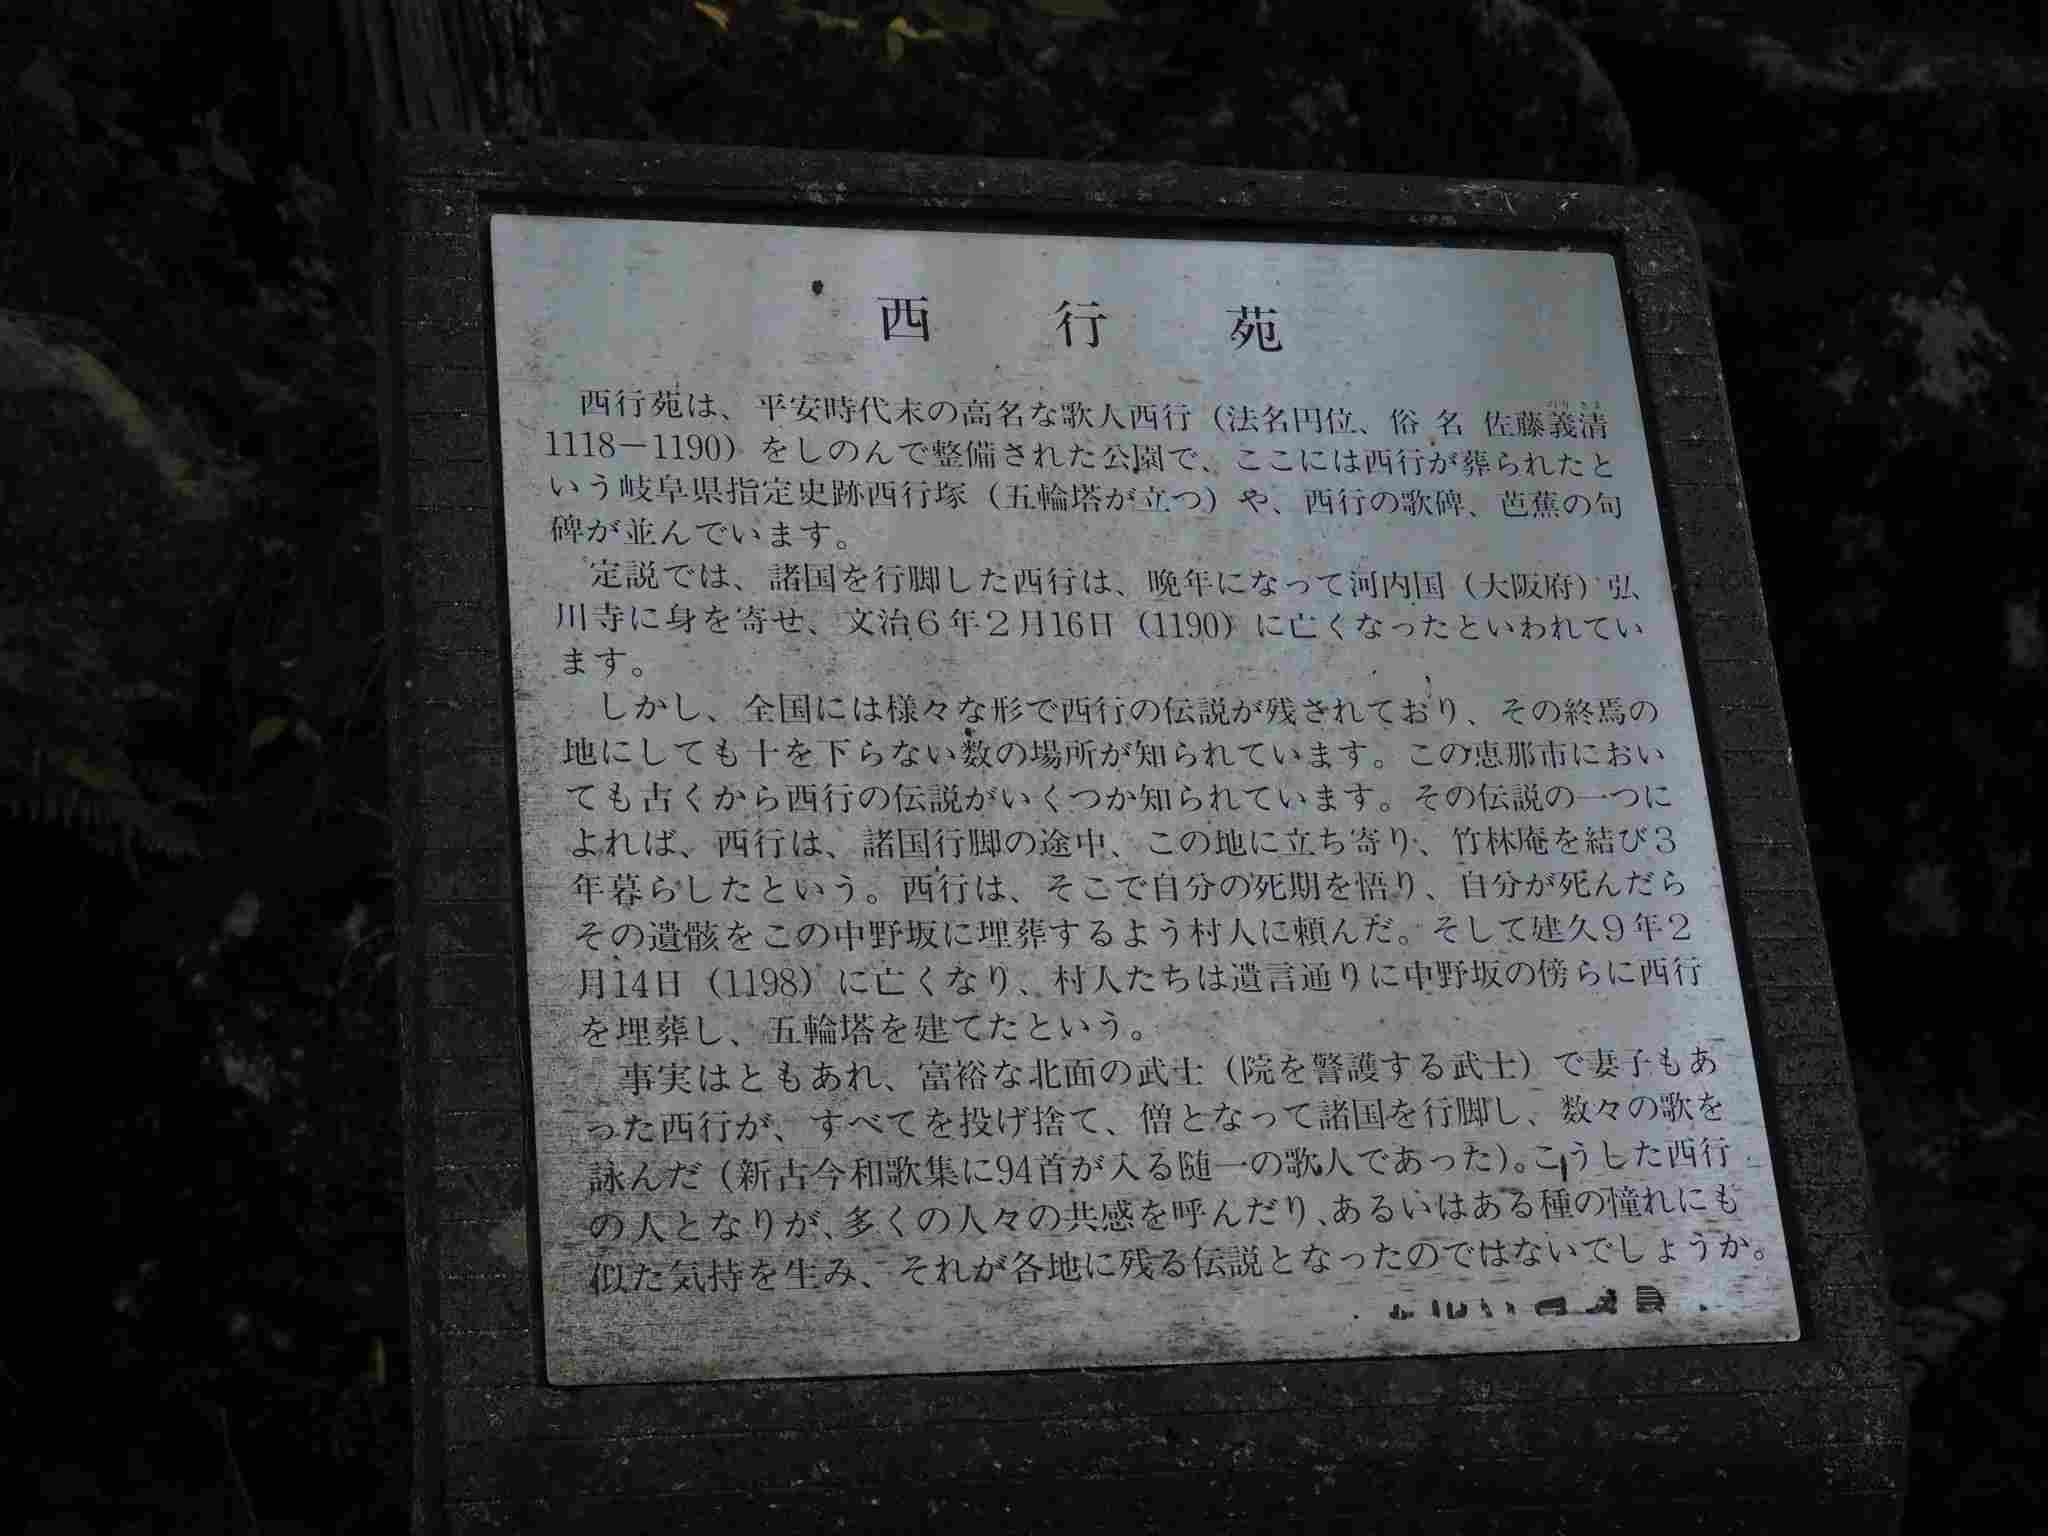 西行苑
西行苑は、平安時代末の高名な歌人西行（法名円位、俗名 佐藤義清
1118－1190）をしのんで整備された公園で、ここには西行が葬られたと
いう岐阜県指定史跡西行塚（五輪塔が立つ）や、西行の歌碑、芭蕉の句
碑が並んでいます。
定説では、諸国を行脚した西行は、晩年になって河内国（大阪府）弘
川寺に身を寄せ、文治６年２月16日（1190）に亡くなったといわれてい
ます。
しかし、全国には様々な形で西行の伝説が残されており、その終焉の
地にしても十を下らない数の場所が知られています。この恵那市におい
ても古くから西行の伝説がいくつか知られています。その伝説の一つに
よれば、西行は、諸国行脚の途中、この地に立ち寄り、竹林庵を結び３
年暮らしたという。西行は、そこで自分の死期を悟り、自分が死んだら
その遺骸をこの中野坂に埋葬するよう村人に頼んだ。そして建久９年２
月14日（1198）に亡くなり、村人たちは遺言通りに中野坂の傍らに西行
を埋葬し、五輪塔を建てたという。
事実はともあれ、富裕な北面の武士（院を警護する武士）で妻子もあ
った西行が、すべてを投げ捨て、僧となって諸国を行脚し、数々の歌を
詠んだ（新古今和歌集に94首が入る随一の歌人であった）。こうした西行
の人となりが、多くの人々の共感を呼んだり、あるいはある種の憧れにも
似た気持を生み、それが各地に残る伝説となったのではないでしょうか。